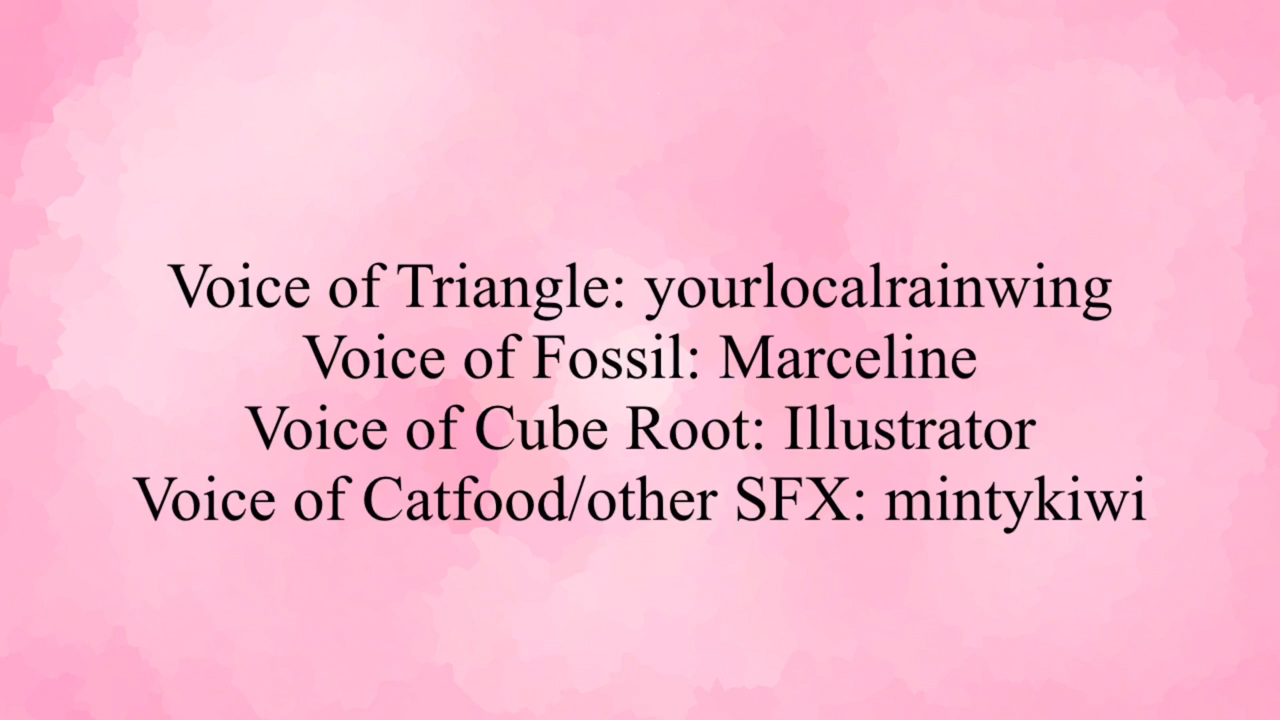 Voice of Triangle: yourlocalrainwing
Voice of Fossil: Marceline
Voice of Cube Root: Illustrator
Voice of Catfood/other SFX: mintykiwi